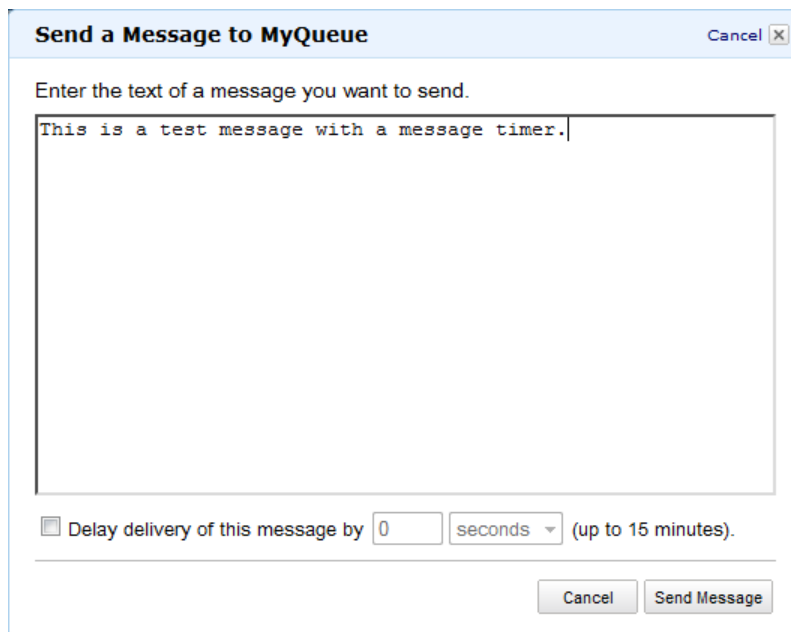 Send a Message to MyQueue Cancel
Enter the text of a message you want to send.
This is a test message with a message timer.
Delay delivery of this message by 0 seconds (up to 15 minutes).
Cancel Send Message